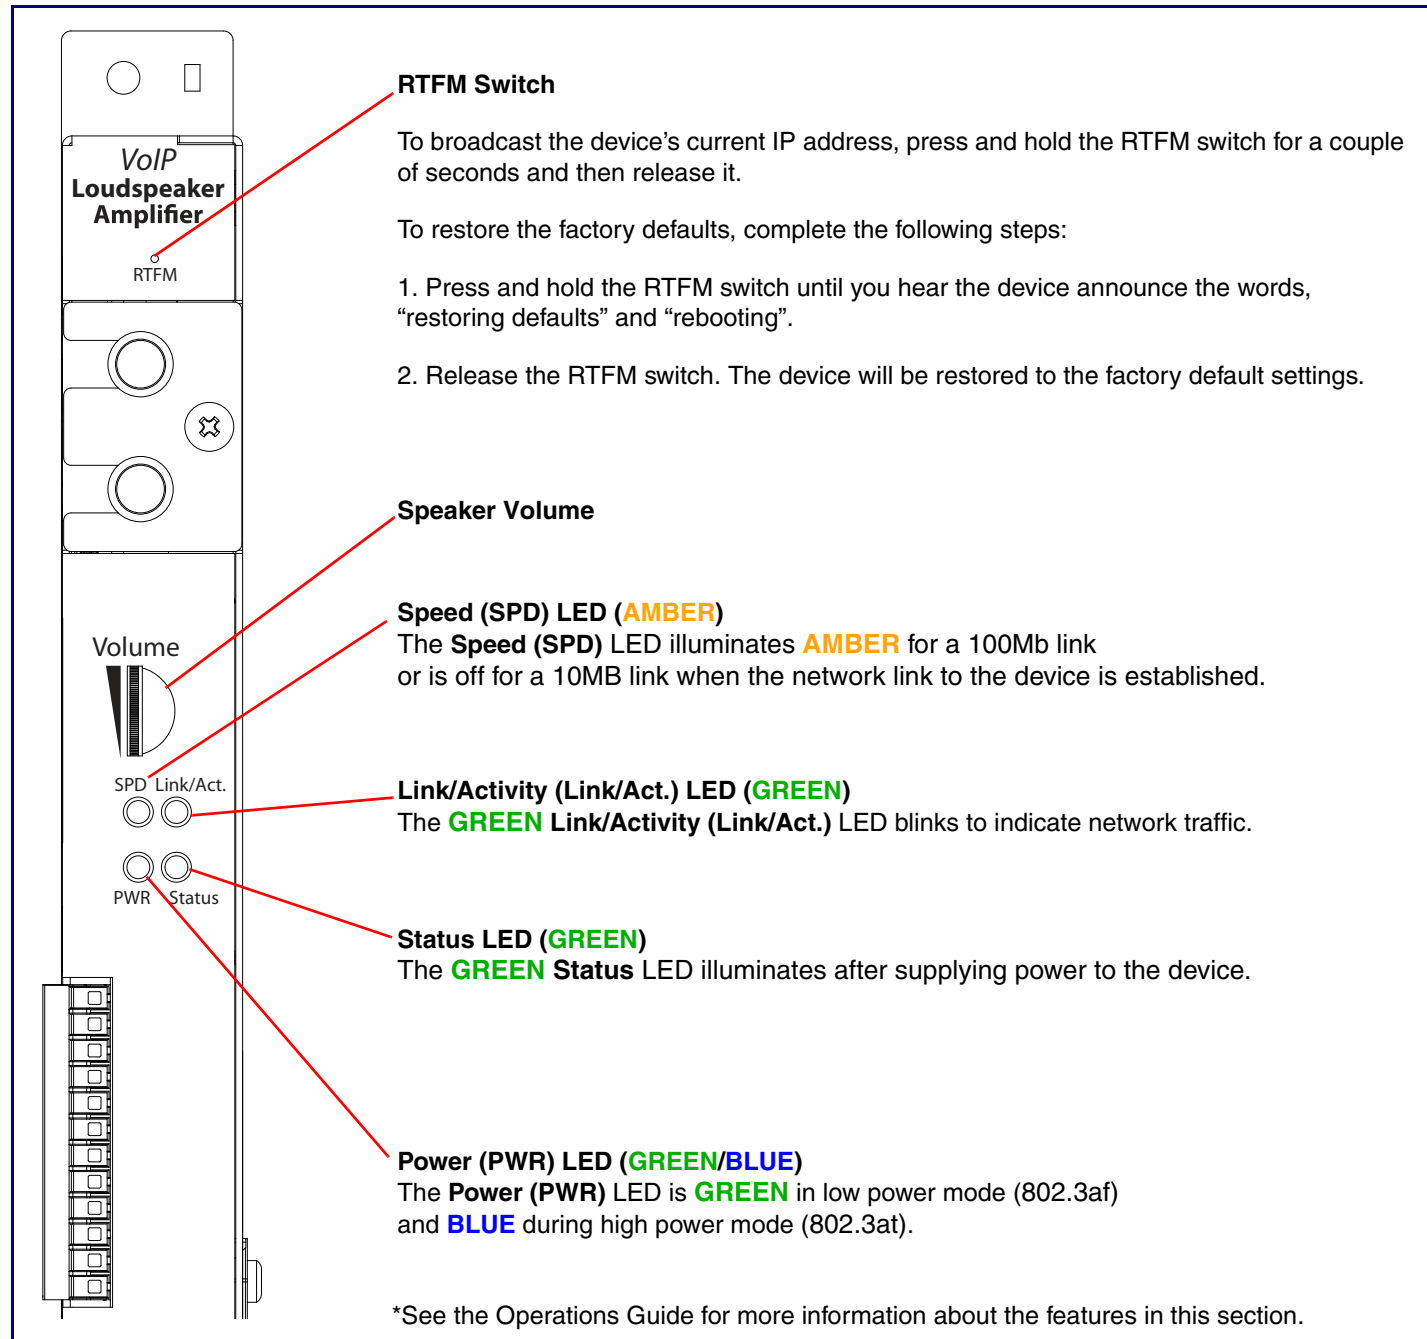 VoIP
Loudspeaker
Amplifier
RTFM
Volume
SPD Link/Act.
PWR Status
RTFM Switch
To broadcast the device's current IP address, press and hold the RTFM switch for a couple
of seconds and then release it.
To restore the factory defaults, complete the following steps:
1. Press and hold the RTFM switch until you hear the device announce the words,
“restoring defaults” and “rebooting”.
2. Release the RTFM switch. The device will be restored to the factory default settings.
Speaker Volume
Speed (SPD) LED (AMBER)
The Speed (SPD) LED illuminates AMBER for a 100Mb link
or is off for a 10MB link when the network link to the device is established.
Link/Activity (Link/Act.) LED (GREEN)
The GREEN Link/Activity (Link/Act.) LED blinks to indicate network traffic.
Status LED (GREEN)
The GREEN Status LED illuminates after supplying power to the device.
Power (PWR) LED (GREEN/BLUE)
The Power (PWR) LED is GREEN in low power mode (802.3af)
and BLUE during high power mode (802.3at).
*See the Operations Guide for more information about the features in this section.